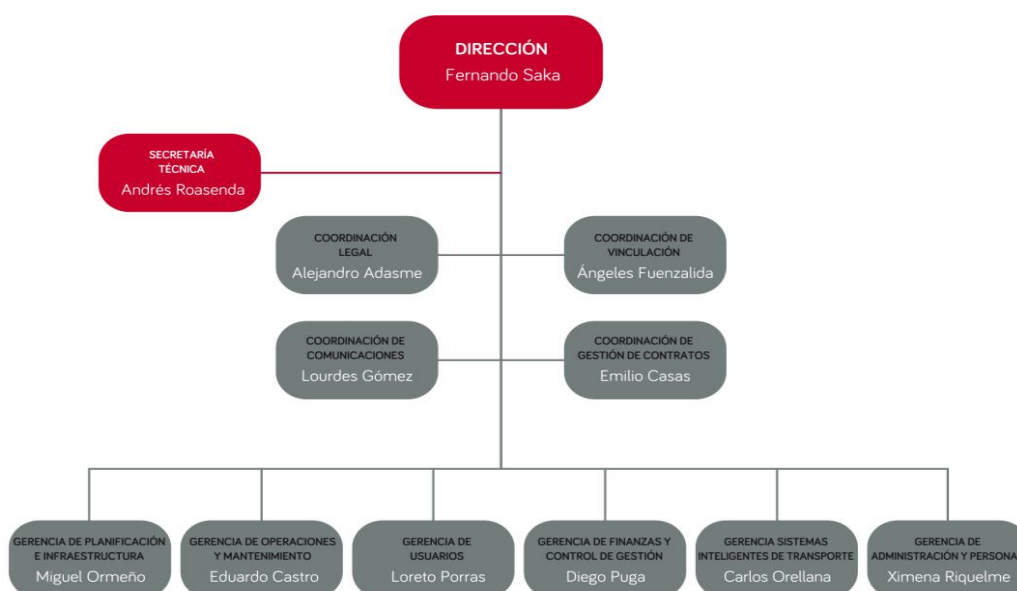 DIRECCIÓN
Fernando Saka
SECRETARÍA
TÉCNICA
Andrés Roasenda
COORDINACIÓN
LEGAL
Alejandro Adasme
COORDINACIÓN DE
VINCULACIÓN
Ángeles Fuenzalida
COORDINACIÓN DE
COMUNICACIONES
Lourdes Gómez
COORDINACIÓN DE
GESTIÓN DE CONTRATOS
Emilio Casas
GERENCIA DE PLANIFICACIÓN
E INFRAESTRUCTURA
Miguel Ormeño
GERENCIA DE OPERACIONES
Y MANTENIMIENTO
Eduardo Castro
GERENCIA DE
USUARIOS
Loreto Porras
GERENCIA DE FINANZAS Y
CONTROL DE GESTIÓN
Diego Puga
GERENCIA SISTEMAS
INTELIGENTES DE TRANSPORTE
Carlos Orellana
GERENCIA DE
ADMINISTRACIÓN Y PERSONA
Ximena Riquelme